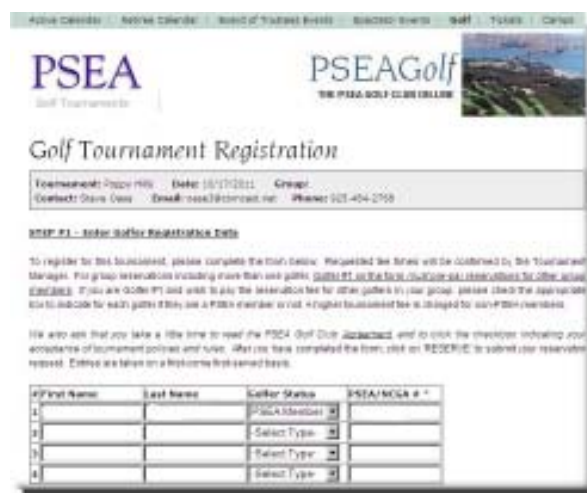 Active Calendar | Retiree Calendar | Board of Trustees Events | Spectator Events | Golf | Tickets | Camps
PSEA
Golf Tournaments
PSEAGolf
THE PSEA GOLF CLUB ONLINE
Golf Tournament Registration
Tournament: Poppy Hills Date: 10/17/2011 Group:
Contact: Steve Email: Phone:
STEP #1 - Enter Golfer Registration Data
To register for this tournament, please complete the form below. Requested tee times will be confirmed by the Tournament
Manager. For group reservations including more than one golfer, Golfer #1 on the form multiple-pay reservations for other group
members. If you are Golfer #1 and wish to pay the reservation fee for other golfers in your group, please check the appropriate
box to indicate for each golfer if they are a PSEA member or not. A higher tournament fee is charged for non-PSEA members.
We also ask that you take a little time to read the PSEA Golf Club Agreement and to click the checkbox indicating your
acceptance of tournament policies and rules. After you have completed the form, click on 'RESERVE' to submit your reservation
request. Entries are taken on a first-come first-served basis.
# First Name Last Name Golfer Status PSEA/NCGA # *
1 PSEA Member
2 -Select Type-
3 -Select Type-
4 -Select Type-